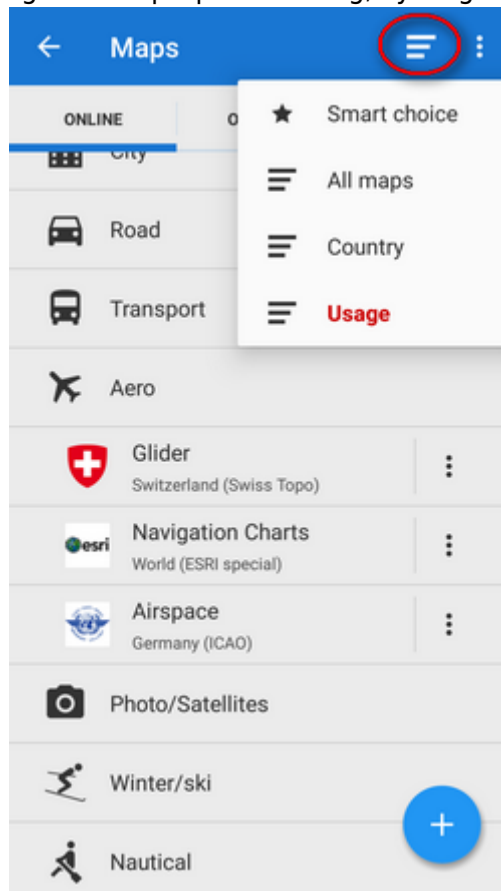 Maps
ONLINE
O
Smart choice
City
All maps
Road
Country
Transport
Usage
Aero
Glider
Switzerland (Swiss Topo)
esri
Navigation Charts
World (ESRI special)
Airspace
Germany (ICAO)
Photo/Satellites
Winter/ski
Nautical